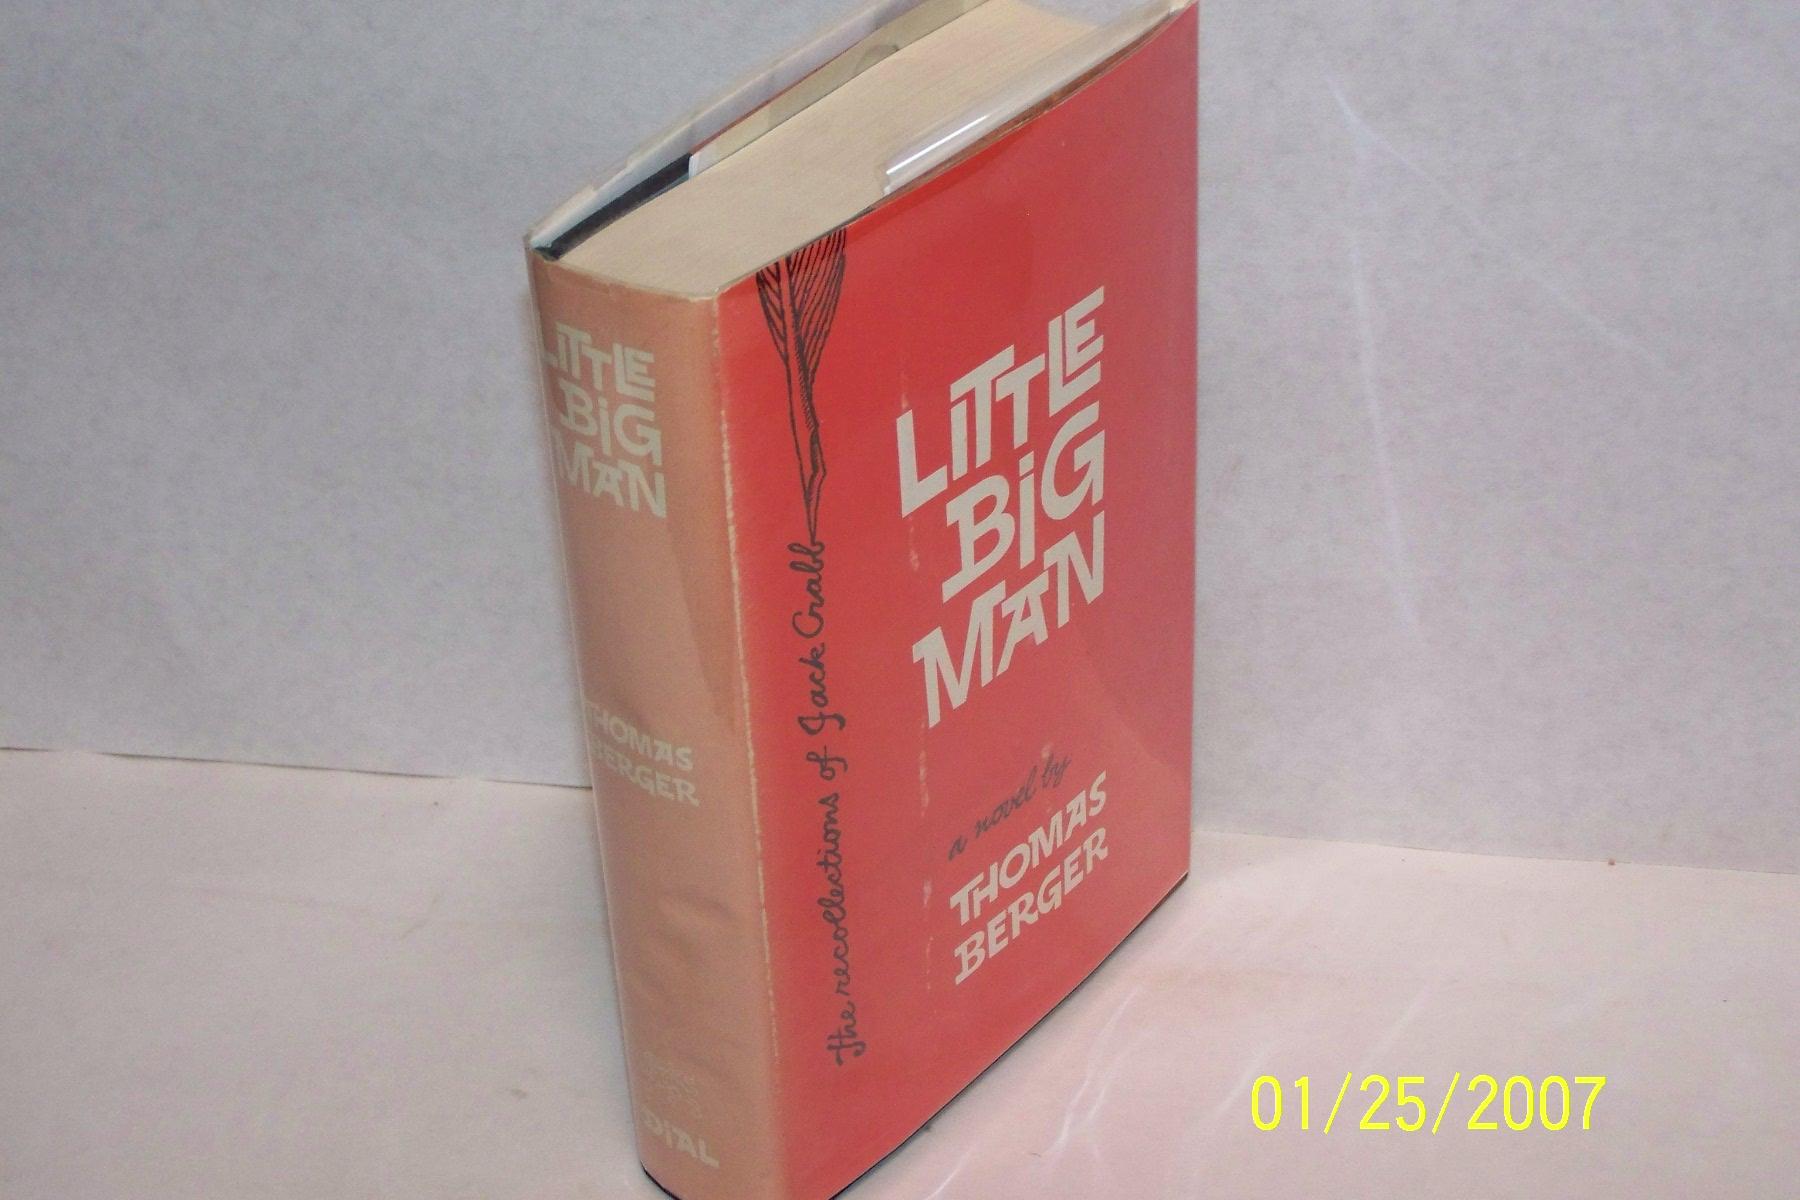 LiTTLE
BiG
MAN
THOMAS
BERGER
DIAL
The recollections of Jack Crabb
LiTTLE
BiG
MAN
a novel by
THOMAS
BERGER
01/25/2007